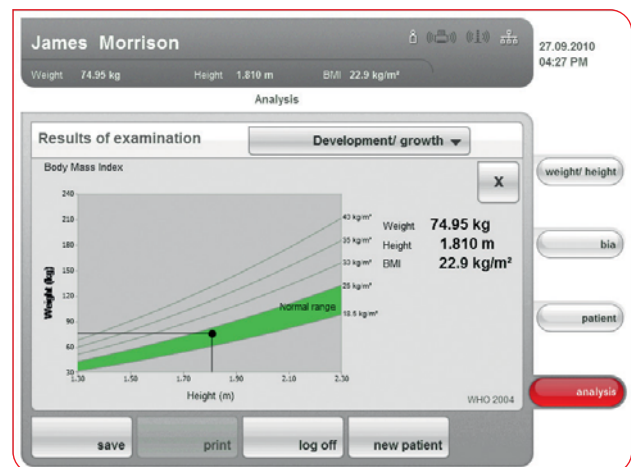 James Morrison
27.09.2010
04:27 PM
Weight 74.95 kg Height 1.810 m BMI 22.9 kg/m²
Analysis
Results of examination
Development/ growth
Body Mass Index
X
Weight 74.95 kg
Height 1.810 m
BMI 22.9 kg/m²
Weight (kg)
240
210
180
150
120
90
60
30
43 kg/m²
35 kg/m²
33 kg/m²
25 kg/m²
Normal range
18.5 kg/m²
1.30 1.50 1.70 1.90 2.10 2.30
Height (m)
WHO 2004
weight/ height
bia
patient
analysis
save print log off new patient